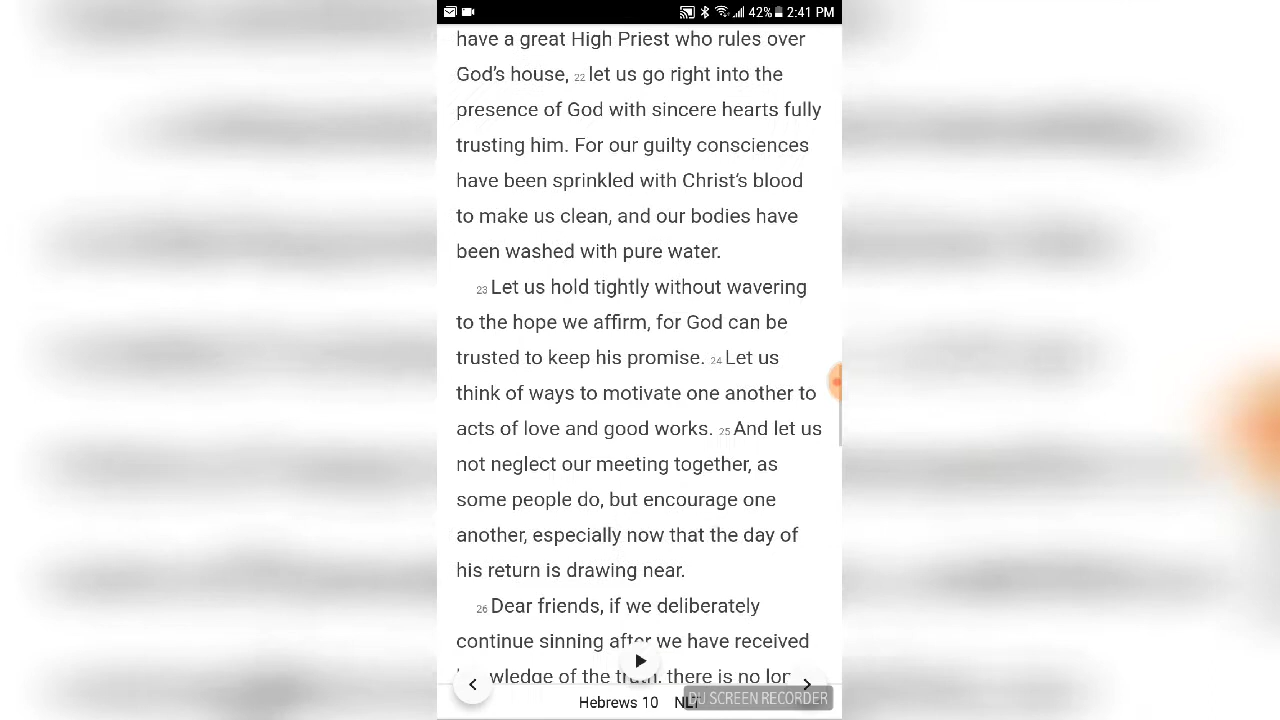 42% 2:41 PM
have a great High Priest who rules over
God's house, 22 let us go right into the
presence of God with sincere hearts fully
trusting him. For our guilty consciences
have been sprinkled with Christ's blood
to make us clean, and our bodies have
been washed with pure water.
23 Let us hold tightly without wavering
to the hope we affirm, for God can be
trusted to keep his promise. 24 Let us
think of ways to motivate one another to
acts of love and good works. 25 And let us
not neglect our meeting together, as
some people do, but encourage one
another, especially now that the day of
his return is drawing near.
26 Dear friends, if we deliberately
continue sinning after we have received
of the truth, there is no
Hebrews 10 NLT
DU SCREEN RECORDER